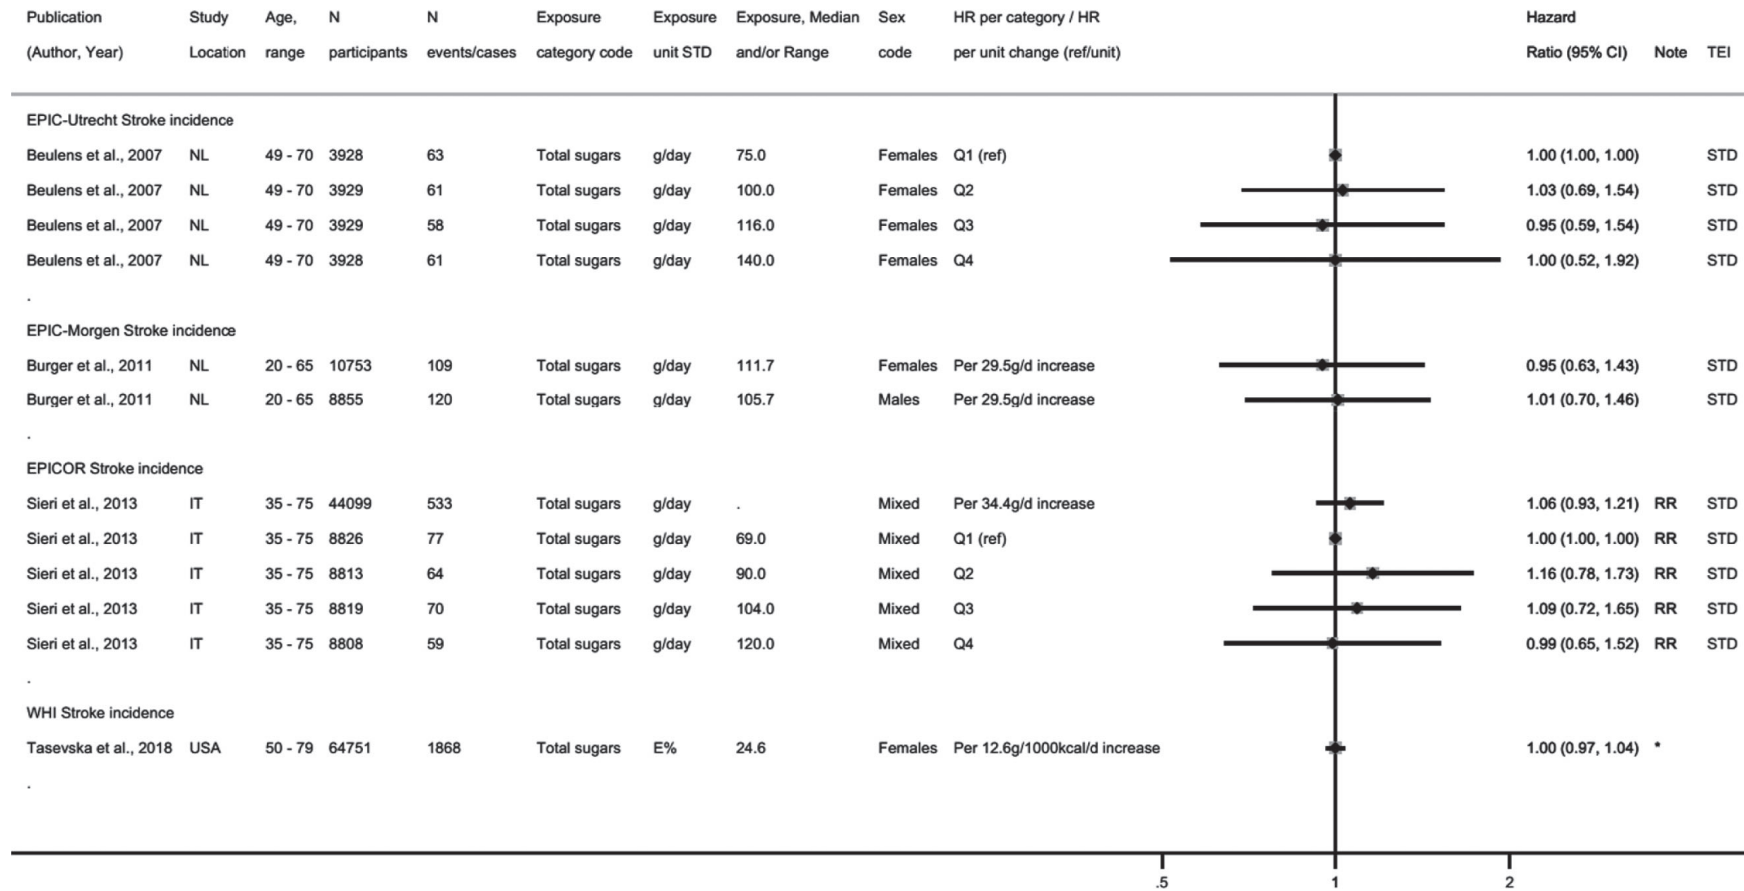 Publication Study Age, N N Exposure Exposure Exposure, Median Sex HR per category / HR Hazard
(Author, Year) Location range participants events/cases category code unit STD and/or Range code per unit change (ref/unit) Ratio (95% CI) Note TEI
EPIC-Utrecht Stroke incidence
Beulens et al., 2007 NL 49 - 70 3928 63 Total sugars g/day 75.0 Females Q1 (ref) 1.00 (1.00, 1.00) STD
Beulens et al., 2007 NL 49 - 70 3929 61 Total sugars g/day 100.0 Females Q2 1.03 (0.69, 1.54) STD
Beulens et al., 2007 NL 49 - 70 3929 58 Total sugars g/day 116.0 Females Q3 0.95 (0.59, 1.54) STD
Beulens et al., 2007 NL 49 - 70 3928 61 Total sugars g/day 140.0 Females Q4 1.00 (0.52, 1.92) STD
.
EPIC-Morgen Stroke incidence
Burger et al., 2011 NL 20 - 65 10753 109 Total sugars g/day 111.7 Females Per 29.5g/d increase 0.95 (0.63, 1.43) STD
Burger et al., 2011 NL 20 - 65 8855 120 Total sugars g/day 105.7 Males Per 29.5g/d increase 1.01 (0.70, 1.46) STD
.
EPICOR Stroke incidence
Sieri et al., 2013 IT 35 - 75 44099 533 Total sugars g/day . Mixed Per 34.4g/d increase 1.06 (0.93, 1.21) RR STD
Sieri et al., 2013 IT 35 - 75 8826 77 Total sugars g/day 69.0 Mixed Q1 (ref) 1.00 (1.00, 1.00) RR STD
Sieri et al., 2013 IT 35 - 75 8813 64 Total sugars g/day 90.0 Mixed Q2 1.16 (0.78, 1.73) RR STD
Sieri et al., 2013 IT 35 - 75 8819 70 Total sugars g/day 104.0 Mixed Q3 1.09 (0.72, 1.65) RR STD
Sieri et al., 2013 IT 35 - 75 8808 59 Total sugars g/day 120.0 Mixed Q4 0.99 (0.65, 1.52) RR STD
.
WHI Stroke incidence
Tasevska et al., 2018 USA 50 - 79 64751 1868 Total sugars E% 24.6 Females Per 12.6g/1000kcal/d increase 1.00 (0.97, 1.04) *
.
.5 1 2